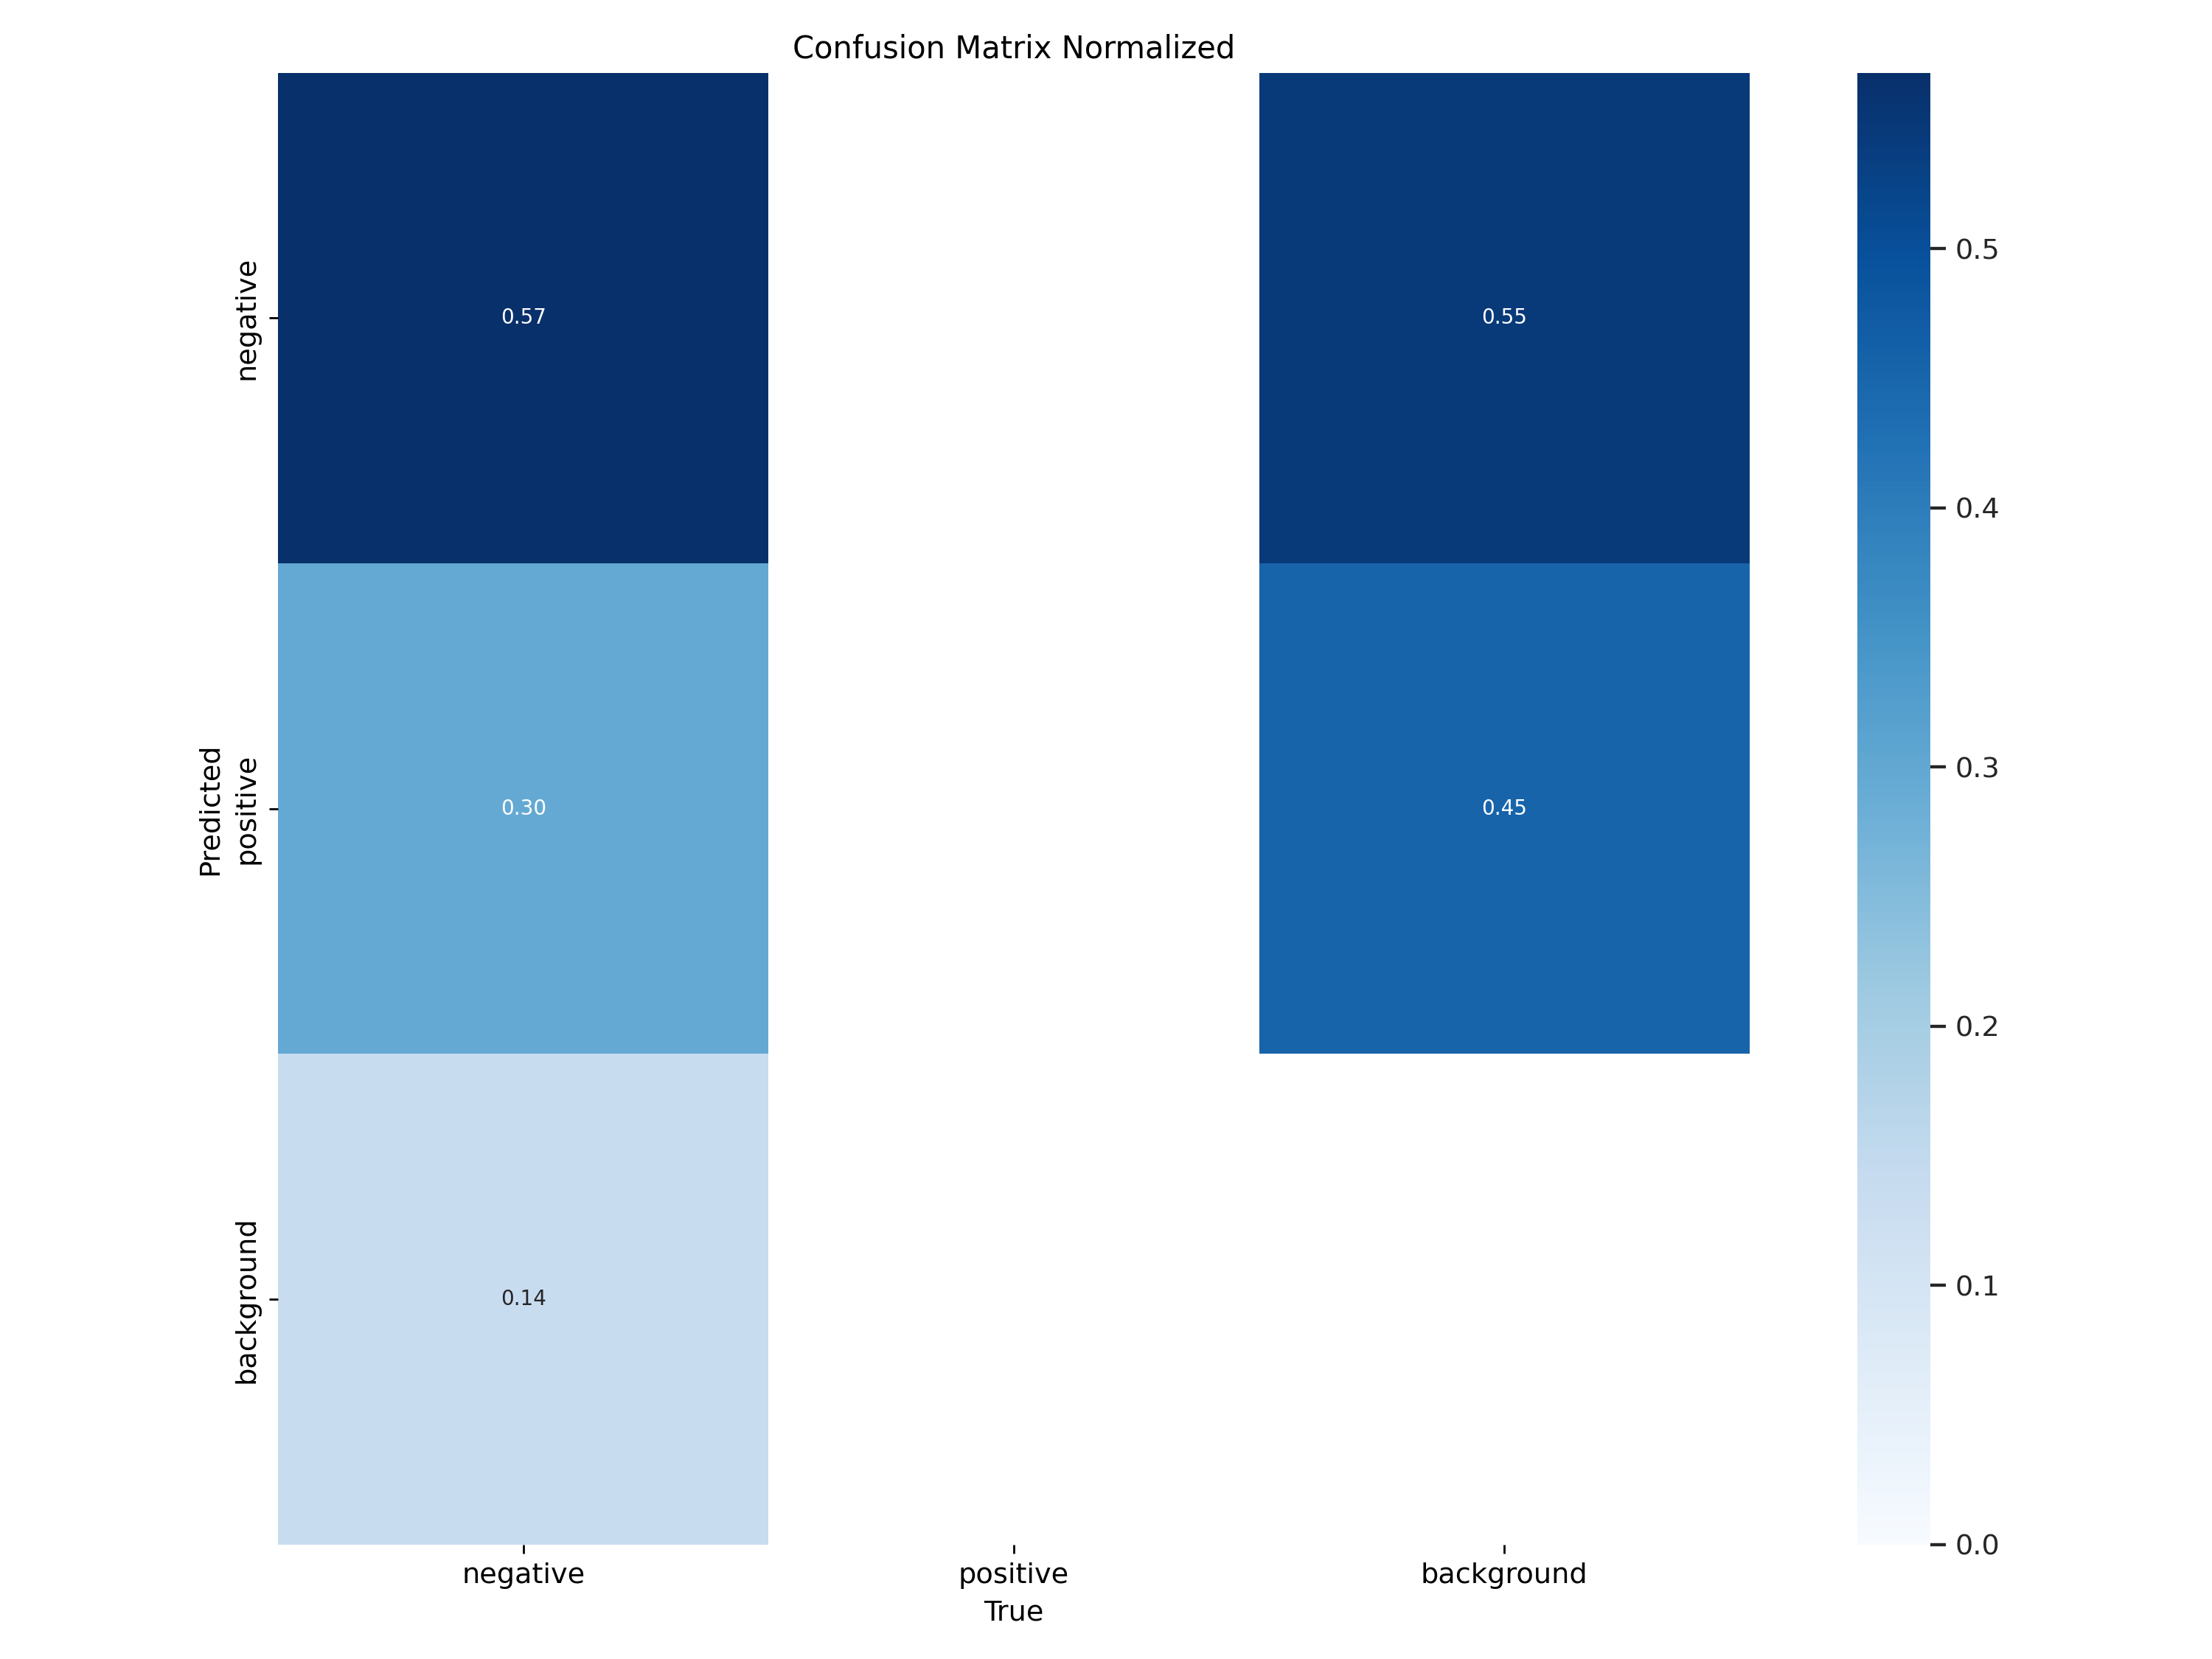 Confusion Matrix Normalized
negative
0.57
0.55
0.5
0.4
Predicted
positive
0.30
0.45
0.3
0.2
background
0.14
0.1
0.0
negative
positive
background
True